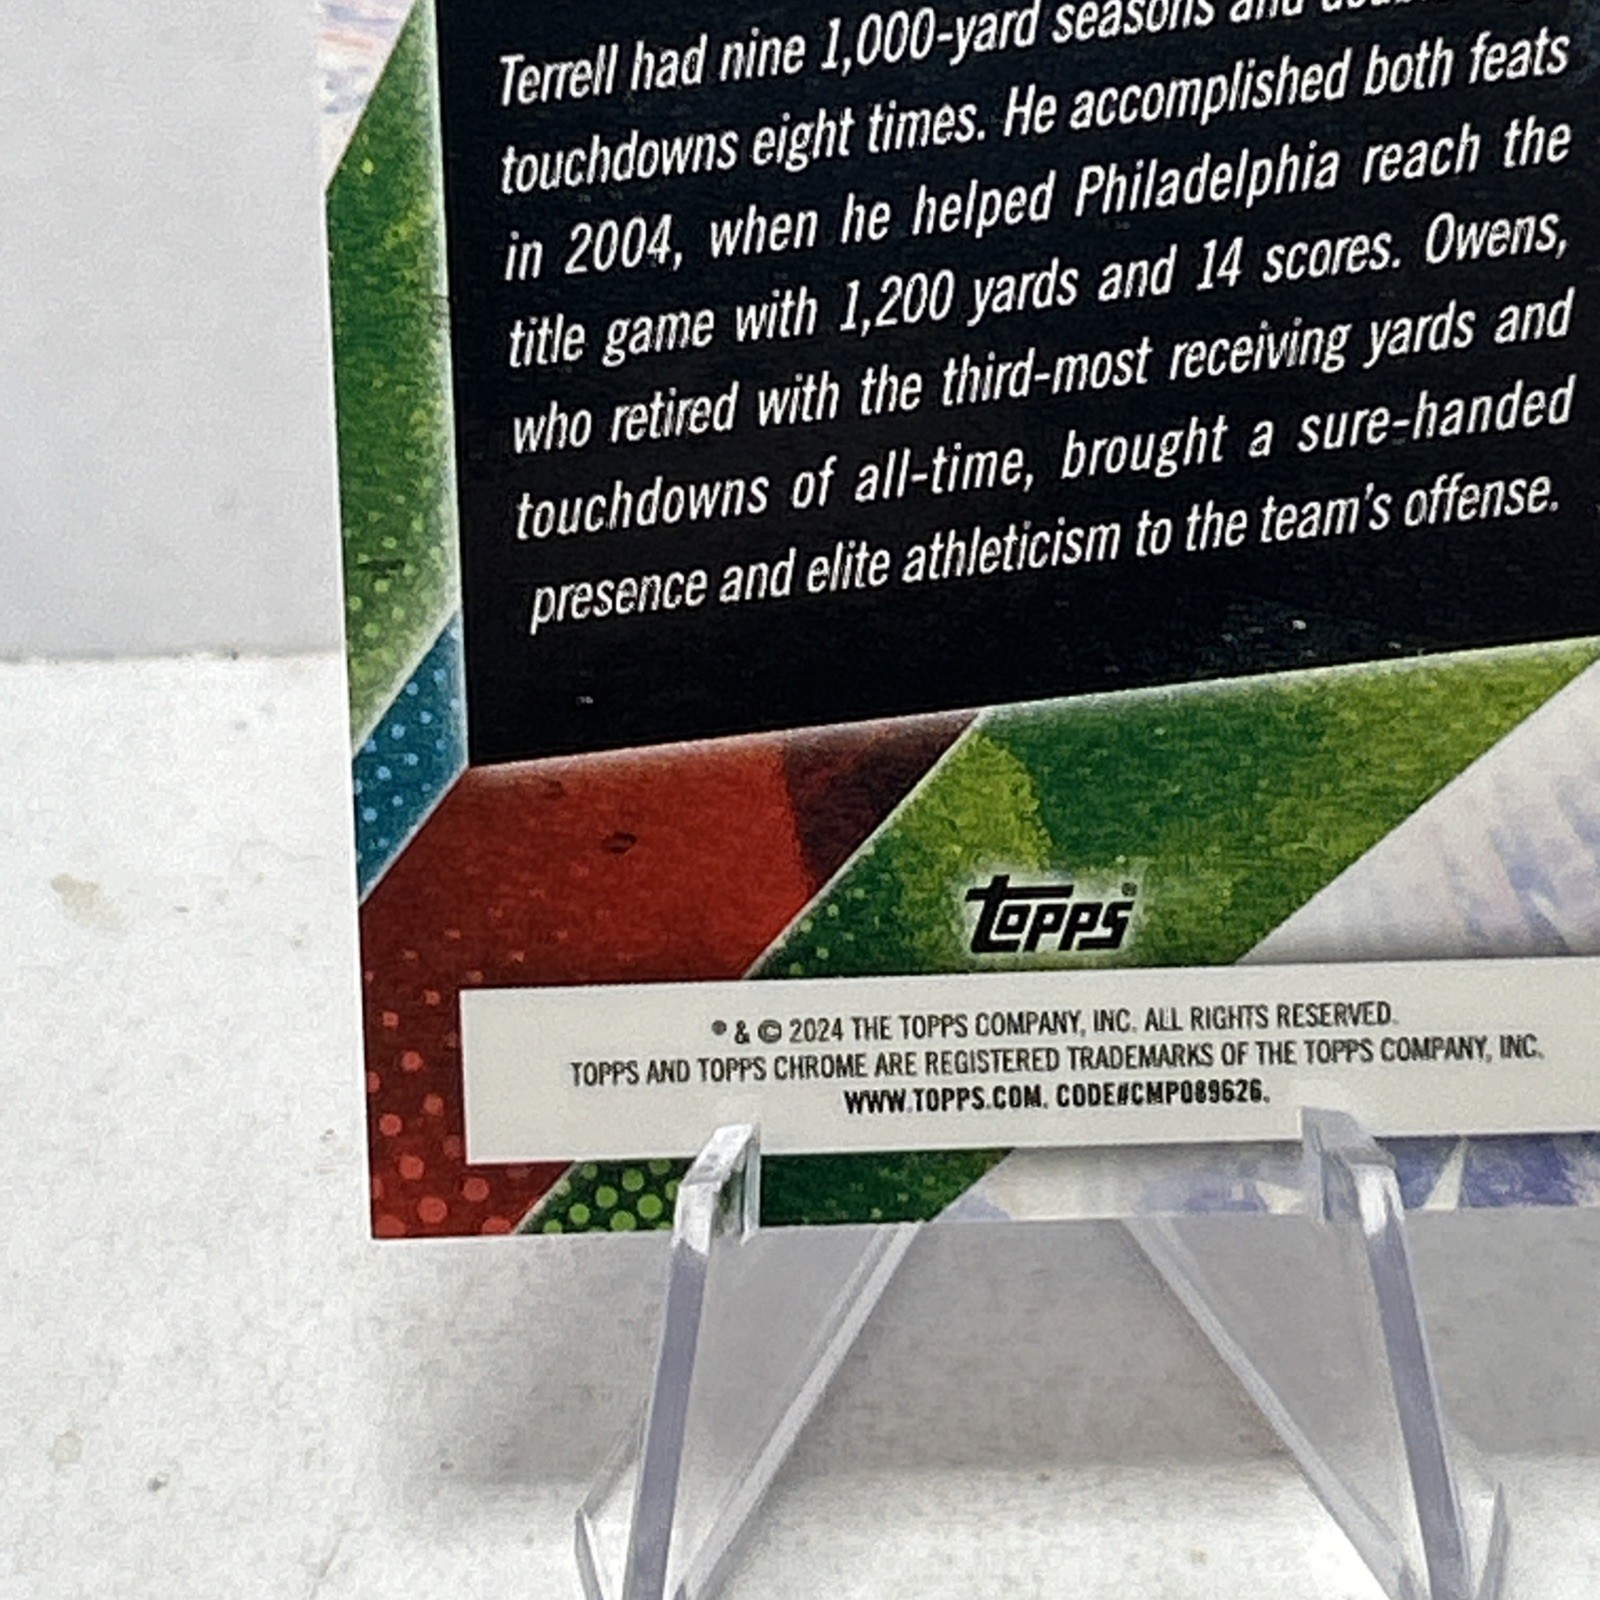 Terrell had nine 1,000-yard seasons and
touchdowns eight times. He accomplished both feats
in 2004, when he helped Philadelphia reach the
title game with 1,200 yards and 14 scores. Owens,
who retired with the third-most receiving yards and
touchdowns of all-time, brought a sure-handed
presence and elite athleticism to the team's offense.
topps®
® & © 2024 THE TOPPS COMPANY, INC. ALL RIGHTS RESERVED.
TOPPS AND TOPPS CHROME ARE REGISTERED TRADEMARKS OF THE TOPPS COMPANY, INC.
WWW.TOPPS.COM. CODE#CMP089626.